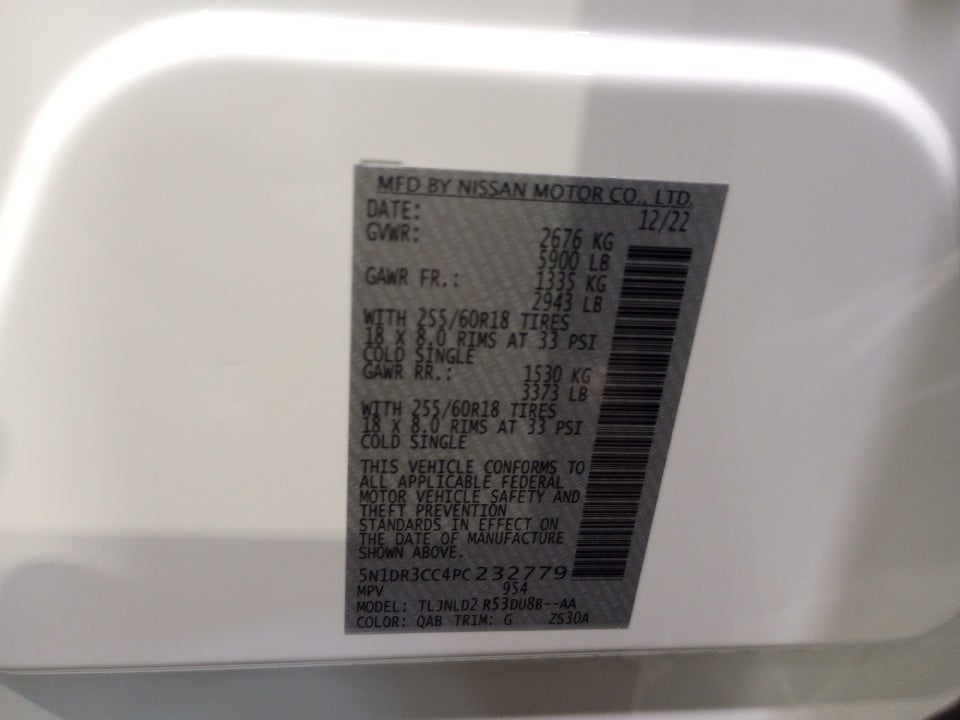 MFD BY NISSAN MOTOR CO., LTD.
DATE: 12/22
GVWR: 2676 KG
5900 LB
GAWR FR.: 1335 KG
2943 LB
WITH 255/60R18 TIRES
18 X 8.0 RIMS AT 33 PSI
COLD SINGLE
GAWR RR.: 1530 KG
3373 LB
WITH 255/60R18 TIRES
18 X 8.0 RIMS AT 33 PSI
COLD SINGLE
THIS VEHICLE CONFORMS TO
ALL APPLICABLE FEDERAL
MOTOR VEHICLE SAFETY AND
THEFT PREVENTION
STANDARDS IN EFFECT ON
THE DATE OF MANUFACTURE
SHOWN ABOVE.
5N1DR3CC4PC232779
MPV 954
MODEL: TLJNLD2 R53DU8B--AA
COLOR: QAB TRIM: G ZS30A